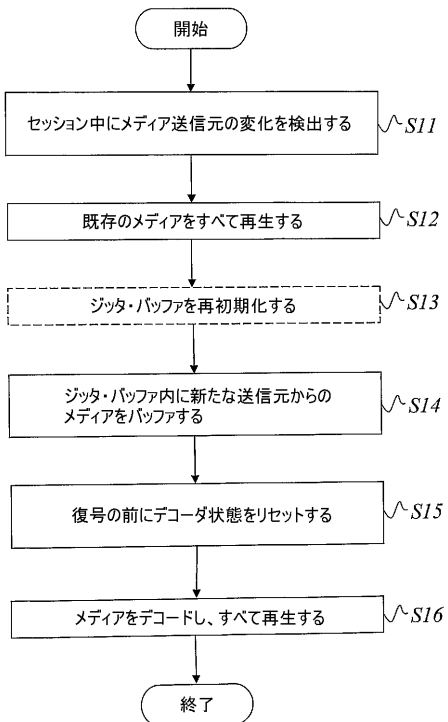 開始
セッション中にメディア送信元の変化を検出する
S11
既存のメディアをすべて再生する
S12
ジッタ・バッファを再初期化する
S13
ジッタ・バッファ内に新たな送信元からの
メディアをバッファする
S14
復号の前にデコーダ状態をリセットする
S15
メディアをデコードし、すべて再生する
S16
終了